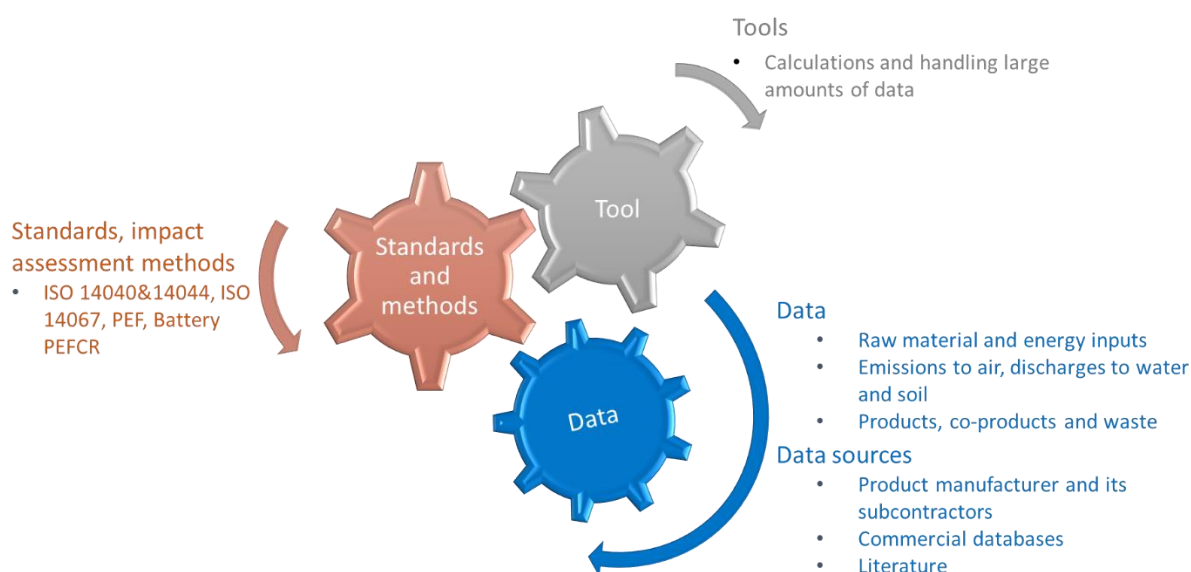 Tools
• Calculations and handling large
amounts of data
Tool
Standards, impact
assessment methods
• ISO 14040&14044, ISO
14067, PEF, Battery
PEFCR
Standards
and
methods
Data
Data
• Raw material and energy inputs
• Emissions to air, discharges to water
and soil
• Products, co-products and waste
Data sources
• Product manufacturer and its
subcontractors
• Commercial databases
• Literature